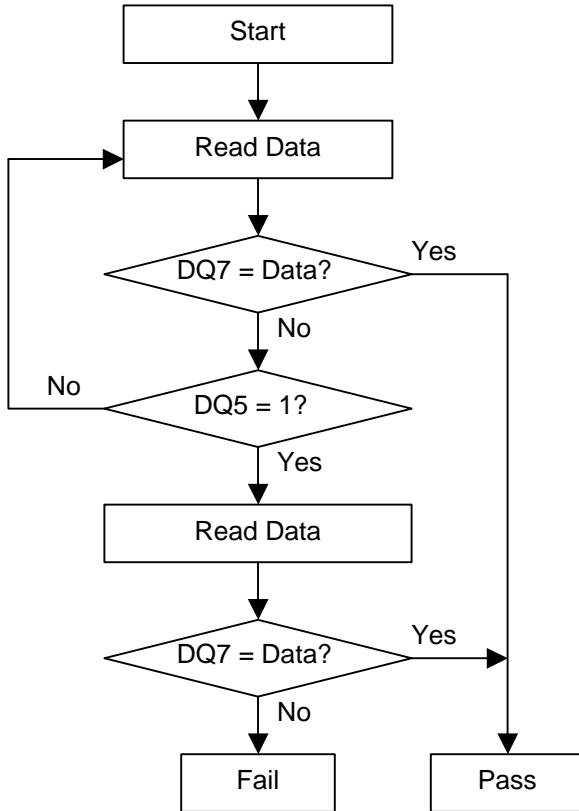 Start
Read Data
DQ7 = Data?
Yes
No
No
DQ5 = 1?
Yes
Read Data
DQ7 = Data?
Yes
No
Fail
Pass